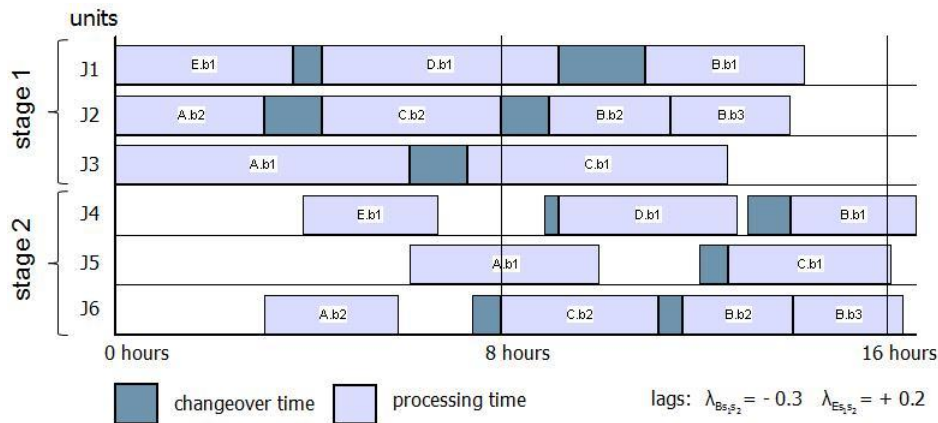 units
stage 1
J1 E.b1 D.b1 B.b1
J2 A.b2 C.b2 B.b2 B.b3
J3 A.b1 C.b1
stage 2
J4 E.b1 D.b1 B.b1
J5 A.b1 C.b1
J6 A.b2 C.b2 B.b2 B.b3
0 hours 8 hours 16 hours
changeover time processing time lags: λBs₁s₂ = - 0.3 λEs₁s₂ = + 0.2